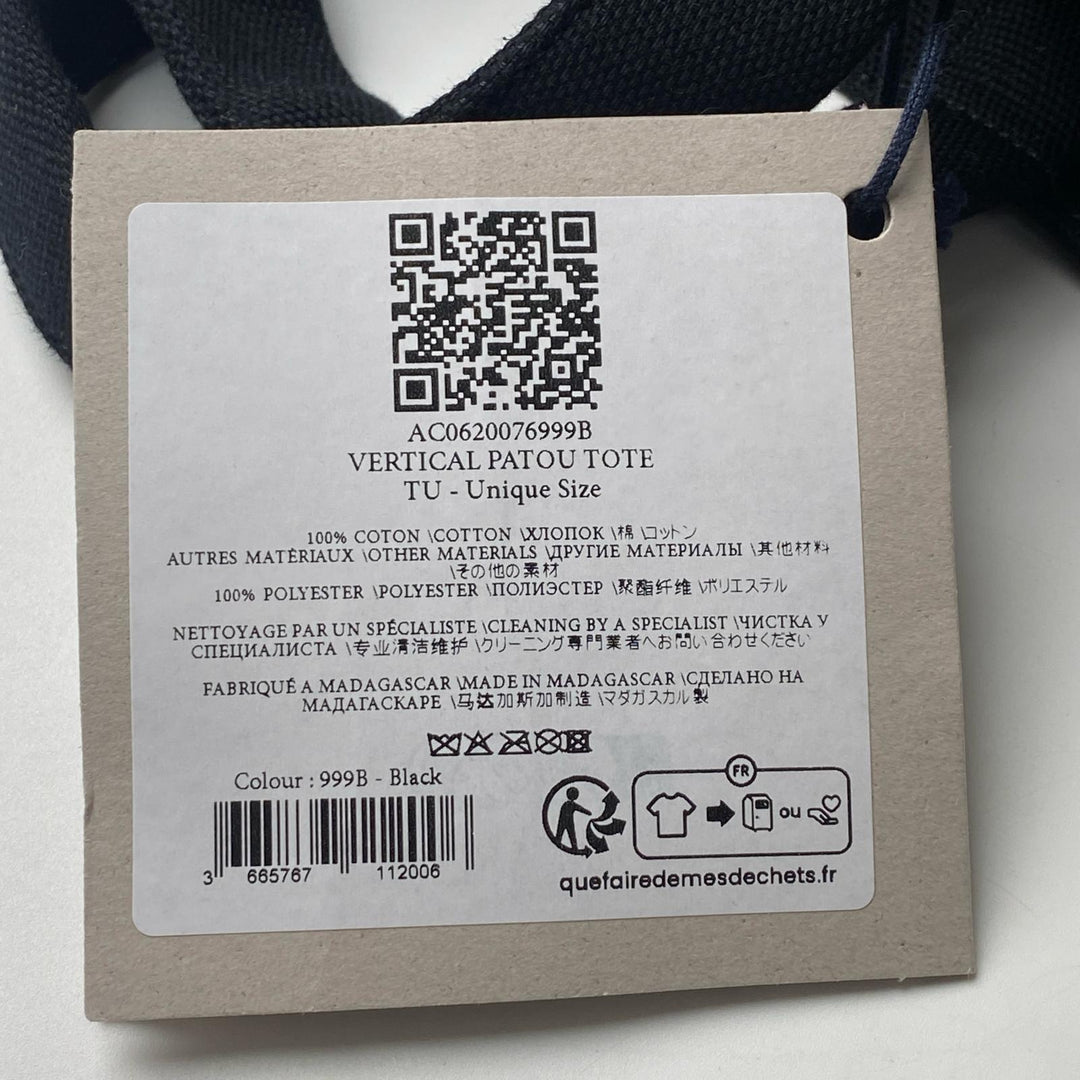 AC0620076999B
VERTICAL PATOU TOTE
TU - Unique Size
100% COTON \COTTON \ХЛОПОК \棉 \コットン
AUTRES MATÉRIAUX \OTHER MATERIALS \ДРУГИЕ МАТЕРИАЛЫ \其他材料
\その他の素材
100% POLYESTER \POLYESTER \ПОЛИЭСТЕР \聚酯纤维 \ポリエステル
NETTOYAGE PAR UN SPÉCIALISTE \CLEANING BY A SPECIALIST \ЧИСТКА У
СПЕЦИАЛИСТА \专业清洁维护 \クリーニング専門業者へお問い合わせください
FABRIQUÉ A MADAGASCAR \MADE IN MADAGASCAR \СДЕЛАНО НА
МАДАГАСКАРЕ \马达加斯加制造 \マダガスカル製
Colour : 999B - Black
3 665767 112006
FR
ou
quefairedemesdechets.fr